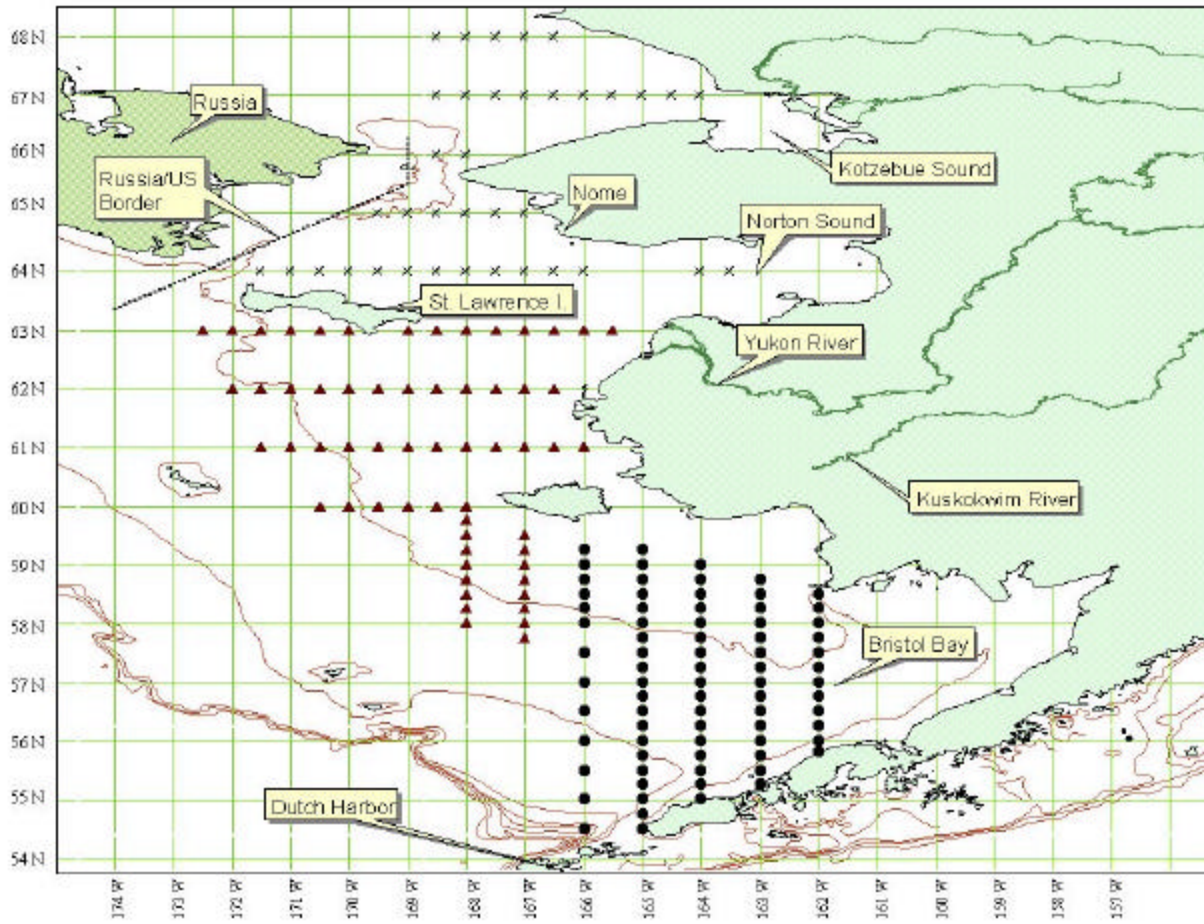 68N
67N
Russia
66N
Kotzebue Sound
Russia/US
Border
65N
Nome
Norton Sound
64N
St. Lawrence I.
63N
Yukon River
62N
61N
60N
Kuskokwim River
59N
58N
Bristol Bay
57N
56N
55N
Dutch Harbor
54N
174°W
173°W
172°W
171°W
170°W
169°W
168°W
167°W
166°W
165°W
164°W
163°W
162°W
161°W
160°W
159°W
158°W
157°W